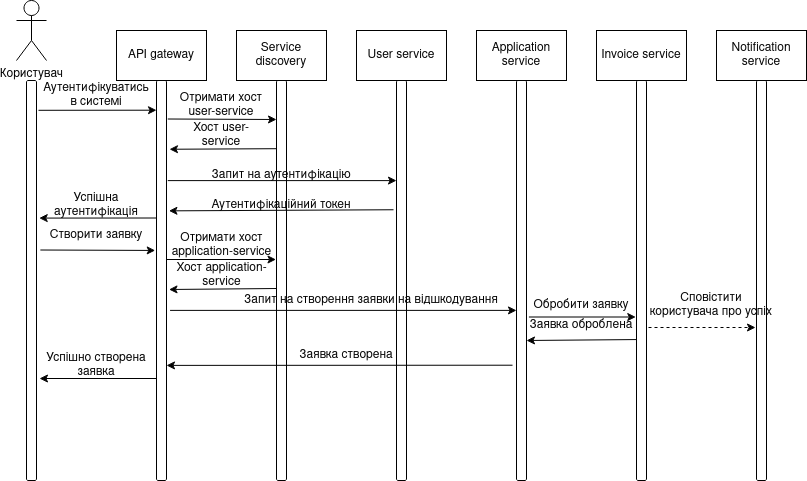 Користувач
API gateway
Service
discovery
User service
Application
service
Invoice service
Notification
service
Аутентифікуватись
в системі
Отримати хост
user-service
Хост user-
service
Запит на аутентифікацію
Успішна
аутентифікація
Аутентифікаційний токен
Створити заявку
Отримати хост
application-service
Хост application-
service
Запит на створення заявки на відшкодування
Обробити заявку
Сповістити
користувача про успіх
Заявка оброблена
Заявка створена
Успішно створена
заявка